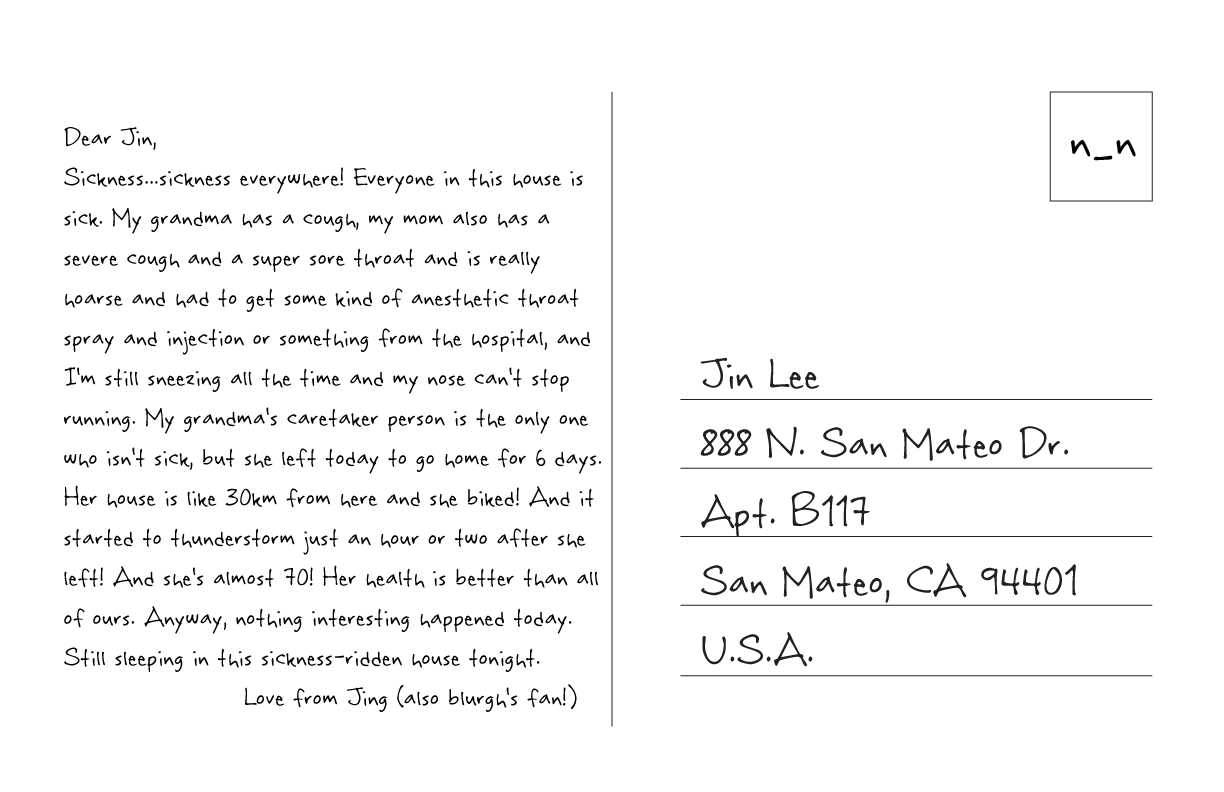 Dear Jin,
Sickness...sickness everywhere! Everyone in this house is
sick. My grandma has a cough, my mom also has a
severe cough and a super sore throat and is really
hoarse and had to get some kind of anesthetic throat
spray and injection or something from the hospital, and
I'm still sneezing all the time and my nose can't stop
running. My grandma's caretaker person is the only one
who isn't sick, but she left today to go home for 6 days.
Her house is like 30km from here and she biked! And it
started to thunderstorm just an hour or two after she
left! And she's almost 70! Her health is better than all
of ours. Anyway, nothing interesting happened today.
Still sleeping in this sickness-ridden house tonight.
Love from Jing (also blurgh's fan!)
n_n
Jin Lee
888 N. San Mateo Dr.
Apt. B117
San Mateo, CA 94401
U.S.A.